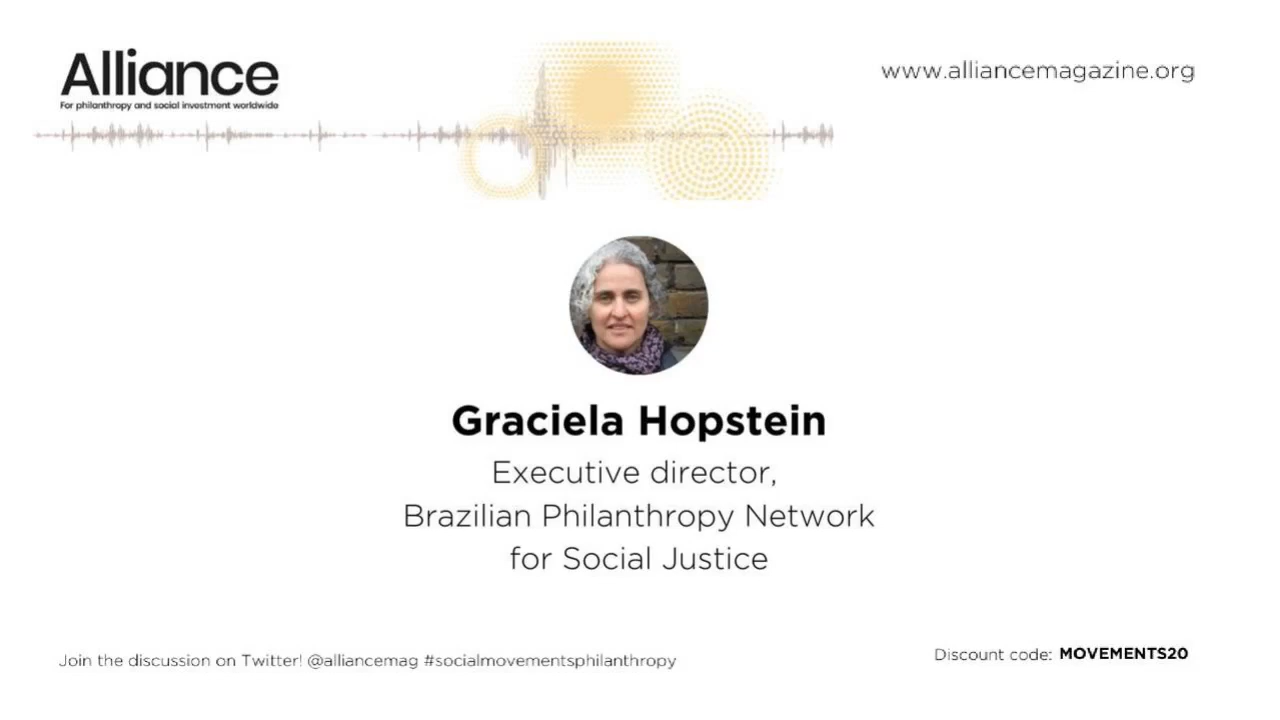 Alliance
For philanthropy and social investment worldwide
www.alliancemagazine.org
Graciela Hopstein
Executive director,
Brazilian Philanthropy Network
for Social Justice
Join the discussion on Twitter! @alliancemag #socialmovementsphilanthropy
Discount code: MOVEMENTS20